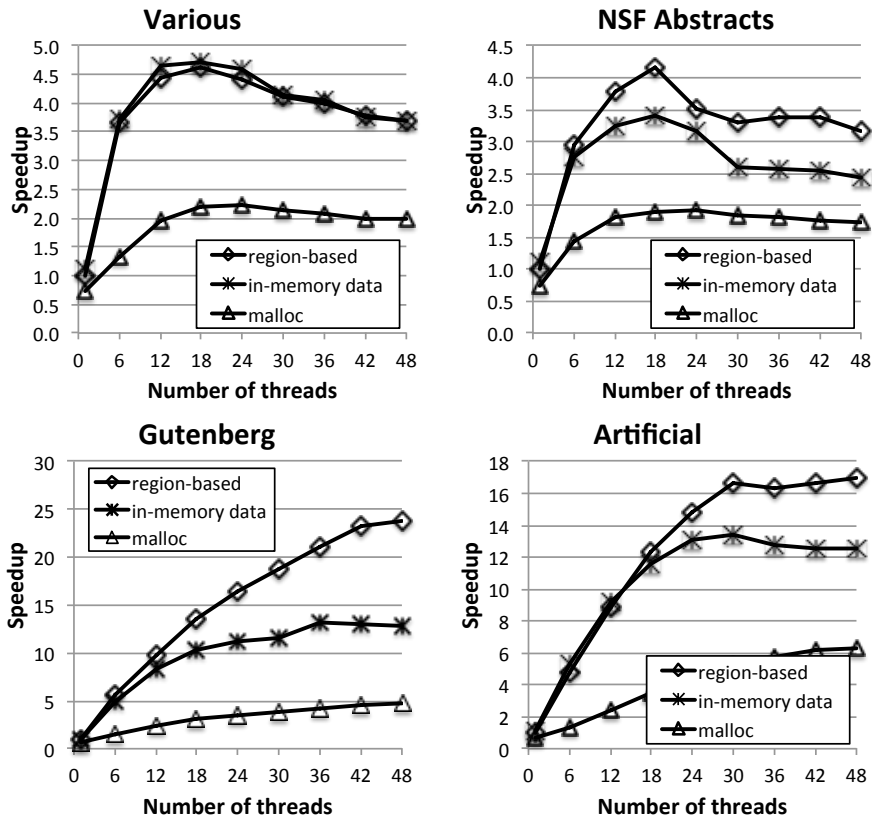 Various
5.0
4.5
4.0
3.5
3.0
2.5
2.0
1.5
1.0
0.5
0.0
Speedup
region-based
in-memory data
malloc
0 6 12 18 24 30 36 42 48
Number of threads
NSF Abstracts
4.5
4.0
3.5
3.0
2.5
2.0
1.5
1.0
0.5
0.0
Speedup
region-based
in-memory data
malloc
0 6 12 18 24 30 36 42 48
Number of threads
Gutenberg
30
25
20
15
10
5
0
Speedup
region-based
in-memory data
malloc
0 6 12 18 24 30 36 42 48
Number of threads
Artificial
18
16
14
12
10
8
6
4
2
0
Speedup
region-based
in-memory data
malloc
0 6 12 18 24 30 36 42 48
Number of threads